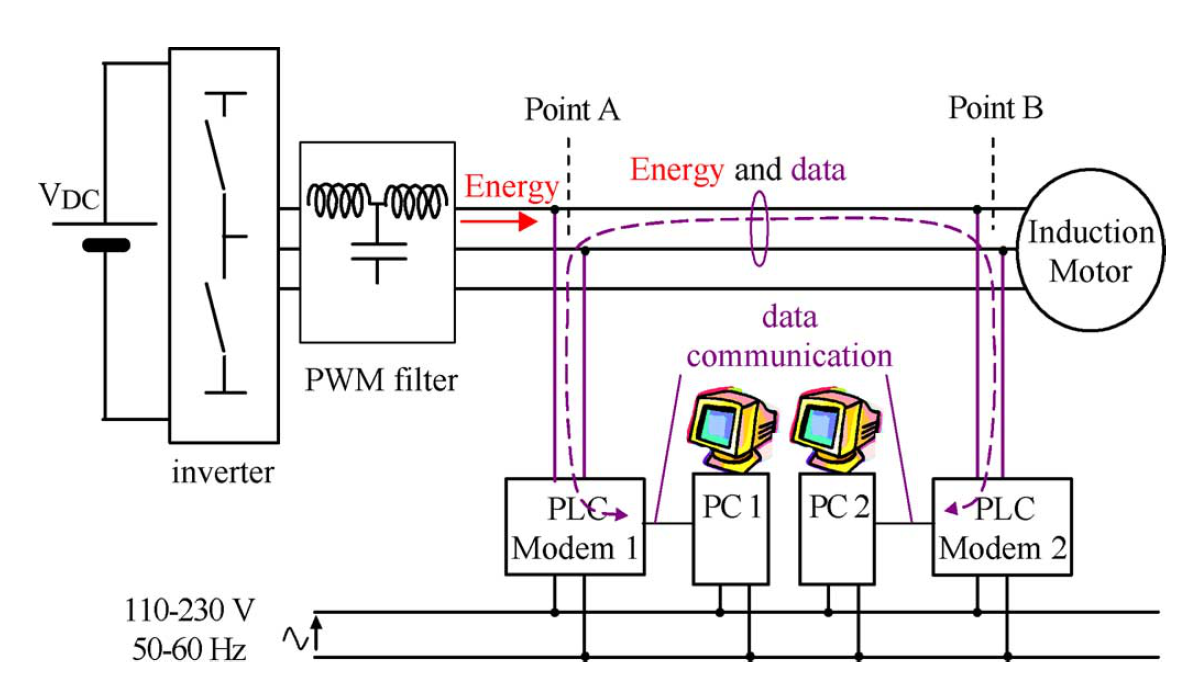 Point A
Point B
Energy and data
Energy
VDC
Induction
Motor
data
communication
PWM filter
inverter
PLC
Modem 1
PC 1
PC 2
PLC
Modem 2
110-230 V
50-60 Hz